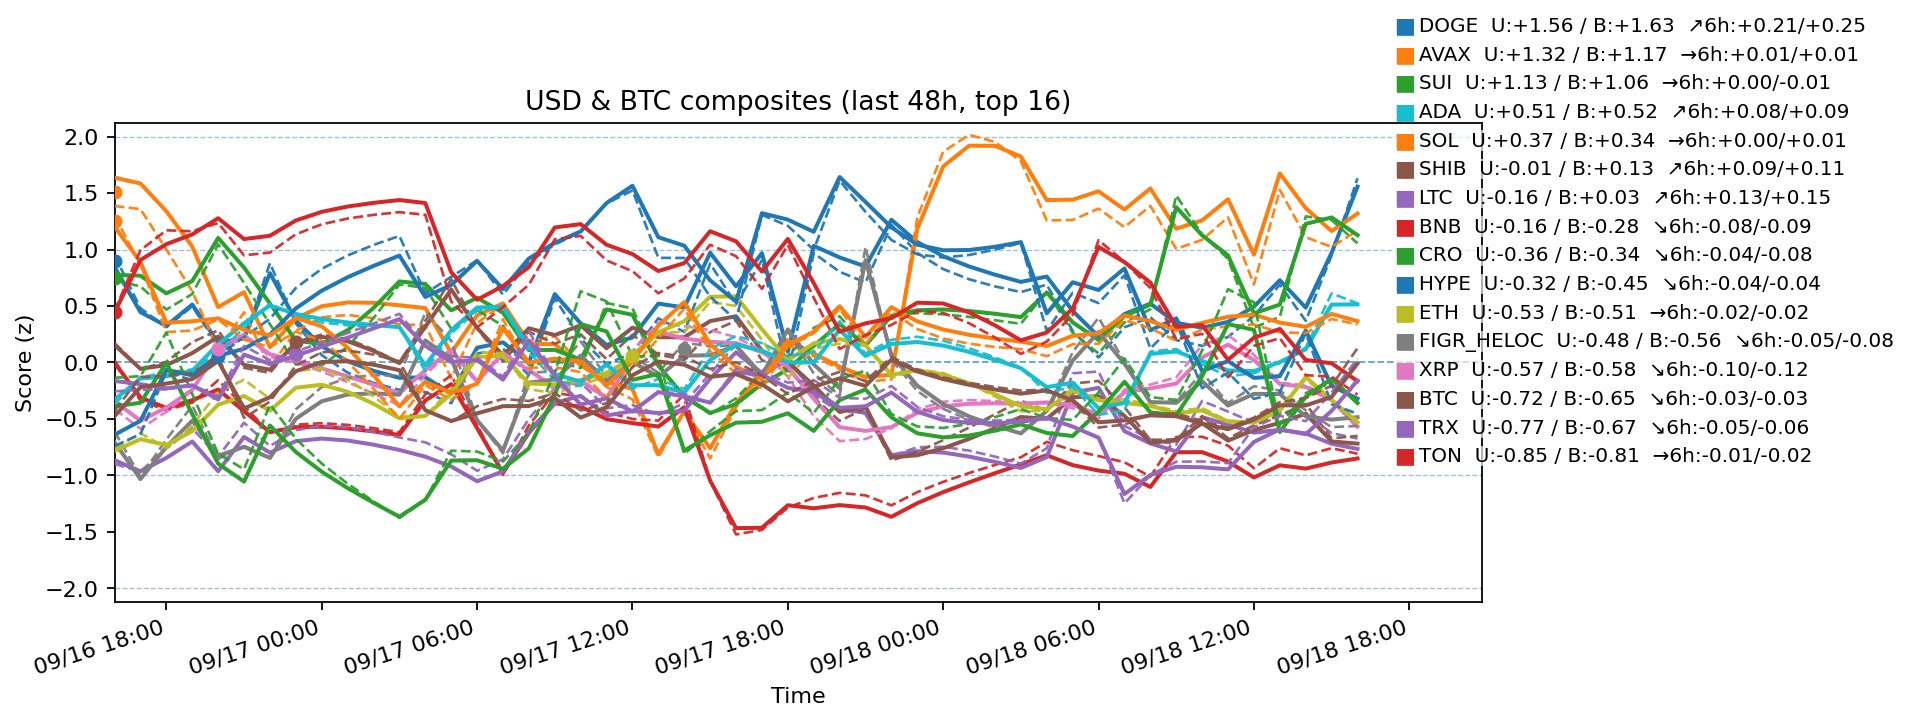 DOGE U:+1.56 / B:+1.63 ↗6h:+0.21/+0.25
AVAX U:+1.32 / B:+1.17 →6h:+0.01/+0.01
SUI U:+1.13 / B:+1.06 →6h:+0.00/-0.01
ADA U:+0.51 / B:+0.52 ↗6h:+0.08/+0.09
SOL U:+0.37 / B:+0.34 →6h:+0.00/+0.01
SHIB U:-0.01 / B:+0.13 ↗6h:+0.09/+0.11
LTC U:-0.16 / B:+0.03 ↗6h:+0.13/+0.15
BNB U:-0.16 / B:-0.28 ↘6h:-0.08/-0.09
CRO U:-0.36 / B:-0.34 ↘6h:-0.04/-0.08
HYPE U:-0.32 / B:-0.45 ↘6h:-0.04/-0.04
ETH U:-0.53 / B:-0.51 →6h:-0.02/-0.02
FIGR_HELOC U:-0.48 / B:-0.56 ↘6h:-0.05/-0.08
XRP U:-0.57 / B:-0.58 ↘6h:-0.10/-0.12
BTC U:-0.72 / B:-0.65 ↘6h:-0.03/-0.03
TRX U:-0.77 / B:-0.67 ↘6h:-0.05/-0.06
TON U:-0.85 / B:-0.81 →6h:-0.01/-0.02
USD & BTC composites (last 48h, top 16)
Score (z)
2.0
1.5
1.0
0.5
0.0
−0.5
−1.0
−1.5
−2.0
09/16 18:00
09/17 00:00
09/17 06:00
09/17 12:00
09/17 18:00
09/18 00:00
09/18 06:00
09/18 12:00
09/18 18:00
Time